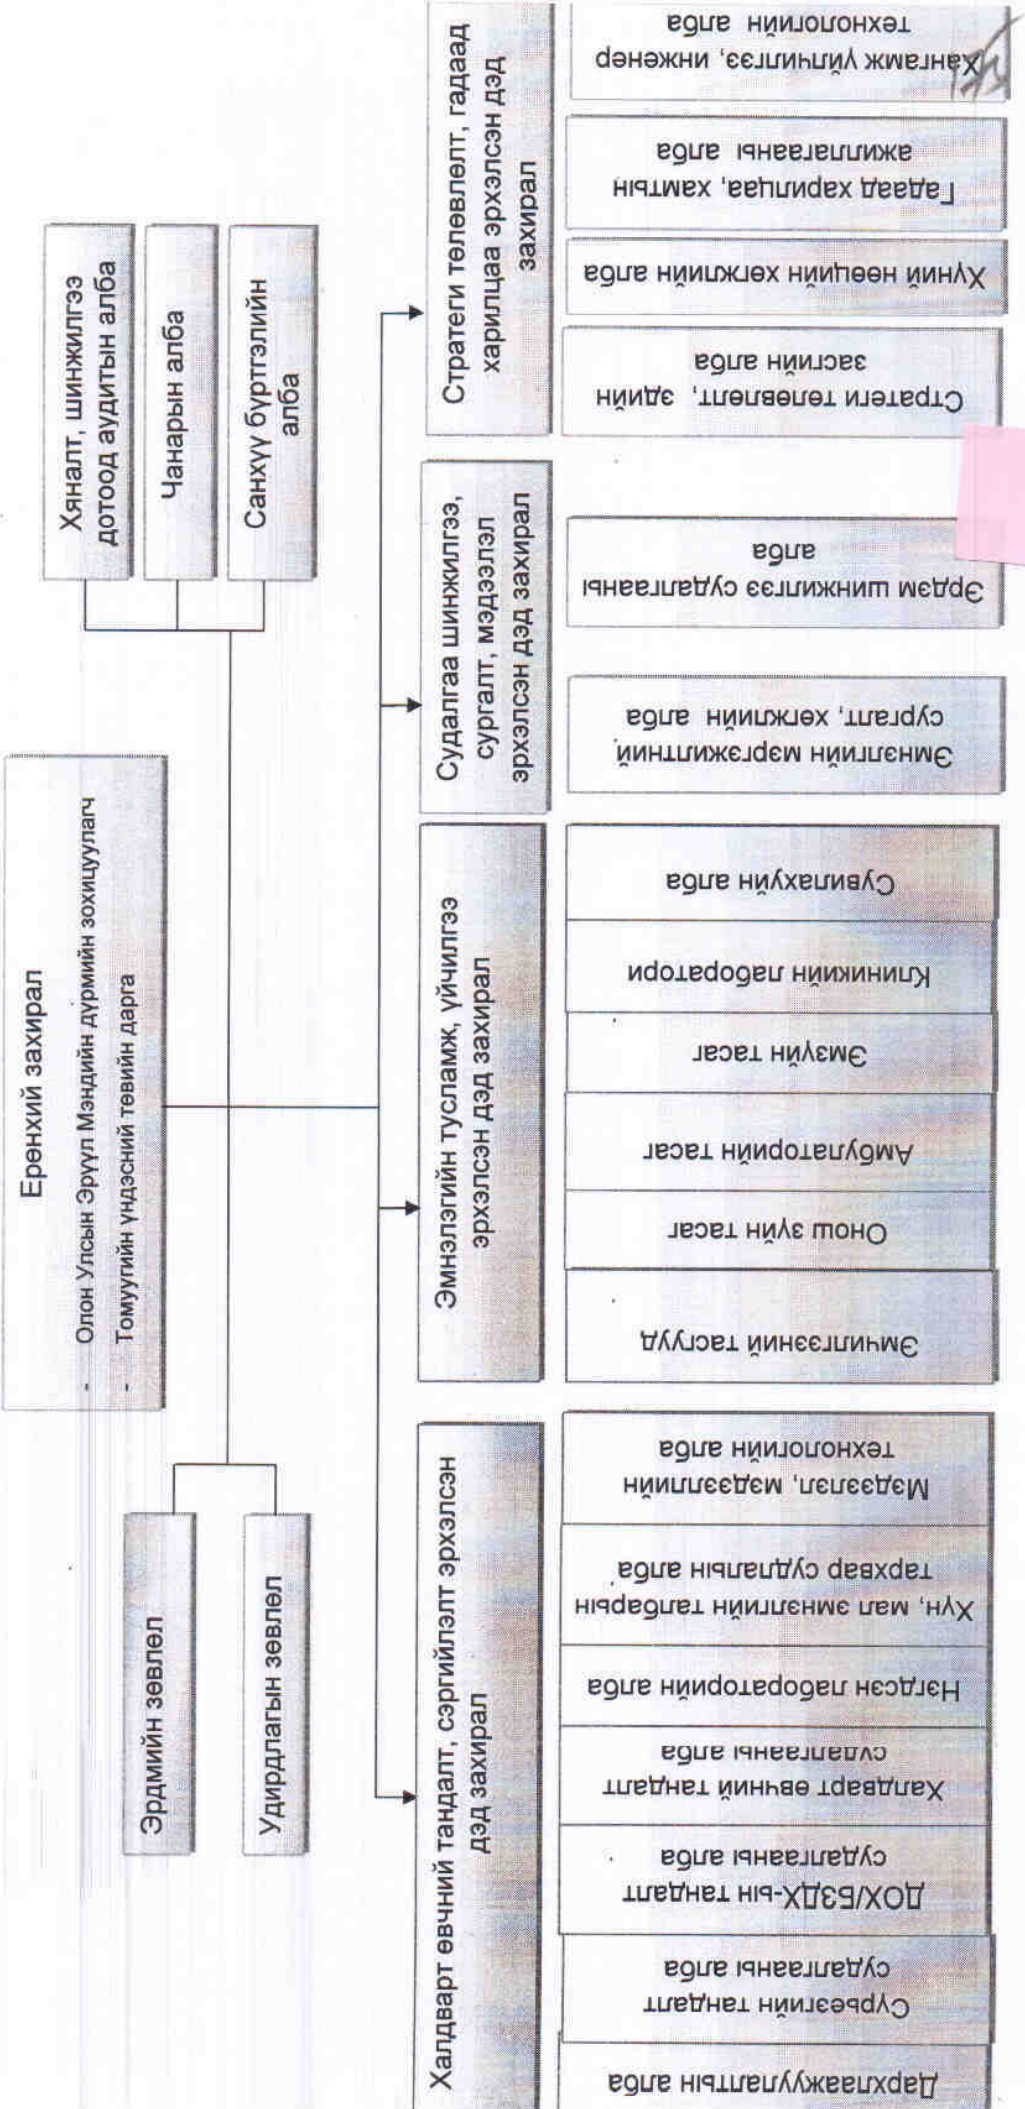 Ерөнхий захирал
- Олон Улсын Эрүүл Мэндийн дүрмийн зохицуулагч
- Томуугийн үндэсний төвийн дарга
Эрдмийн зөвлөл
Удирдлагын зөвлөл
Хяналт, шинжилгээ
дотоод аудитын алба
Чанарын алба
Санхүү бүртгэлийн
алба
Халдварт өвчний тандалт, сэргийлэлт эрхэлсэн
дэд захирал
Эмнэлэгийн тусламж, үйчилгээ
эрхэлсэн дэд захирал
Судалгаа шинжилгээ,
сургалт, мэдээлэл
эрхэлсэн дэд захирал
Стратеги төлөвлөлт, гадаад
харилцаа эрхэлсэн дэд
захирал
Дархлаажуулалтын алба
Сүрьеэгийн тандалт
судалгааны алба
ДОХ/БЗДХ-ын тандалт
судалгааны алба
Халдварт өвчний тандалт
судалгааны алба
Нэгдсэн лабораторийн алба
Хүн, мал эмнэлгийн талбарын
тархвар судлалын алба
Мэдээлэл, мэдээллийн
технологийн алба
Эмчилгээний тасгууд
Онош зүйн тасаг
Амбулаторийн тасаг
Эмзүйн тасаг
Клиникийн лаборатори
Сувилахуйн алба
Эмнэлгийн мэргэжилтний
сургалт, хөгжлийн алба
Эрдэм шинжилгээ судалгааны
алба
Стратеги төлөвлөлт, эдийн
засгийн алба
Хүний нөөцийн хөгжлийн алба
Гадаад харилцаа, хамтын
ажиллагааны алба
Хангамж үйлчилгээ, инженер
технологийн алба